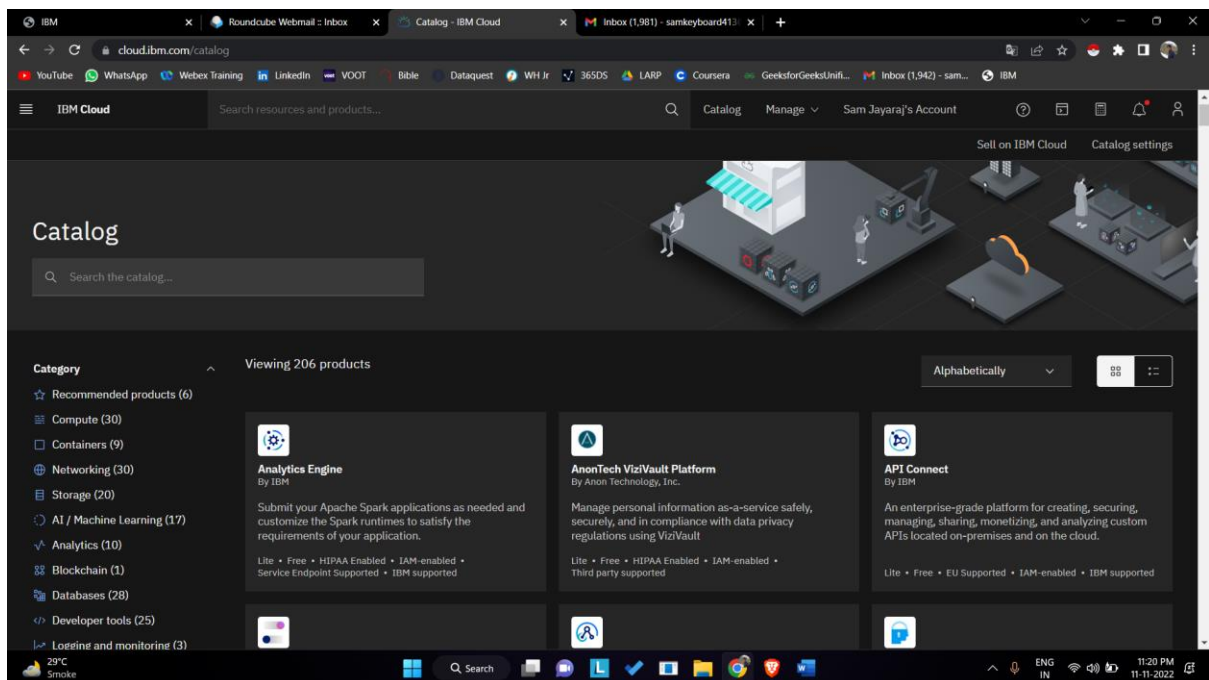 IBM
Roundcube Webmail :: Inbox
Catalog - IBM Cloud
Inbox (1,981) - samkeyboard413
cloud.ibm.com/catalog
YouTube WhatsApp Webex Training LinkedIn VOOT Bible Dataquest WH Jr 365DS LARP Coursera GeeksforGeeksUnifi... Inbox (1,942) - sam... IBM
IBM Cloud
Search resources and products...
Catalog Manage Sam Jayaraj's Account
Sell on IBM Cloud Catalog settings
Catalog
Search the catalog...
Category
Recommended products (6)
Compute (30)
Containers (9)
Networking (30)
Storage (20)
AI / Machine Learning (17)
Analytics (10)
Blockchain (1)
Databases (28)
Developer tools (25)
Logging and monitoring (3)
Viewing 206 products
Alphabetically
Analytics Engine
By IBM
Submit your Apache Spark applications as needed and
customize the Spark runtimes to satisfy the
requirements of your application.
Lite • Free • HIPAA Enabled • IAM-enabled •
Service Endpoint Supported • IBM supported
AnonTech ViziVault Platform
By Anon Technology, Inc.
Manage personal information as-a-service safely,
securely, and in compliance with data privacy
regulations using ViziVault
Lite • Free • HIPAA Enabled • IAM-enabled •
Third party supported
API Connect
By IBM
An enterprise-grade platform for creating, securing,
managing, sharing, monetizing, and analyzing custom
APIs located on-premises and on the cloud.
Lite • Free • EU Supported • IAM-enabled • IBM supported
29°C
Smoke
Search
ENG
IN
11:20 PM
11-11-2022